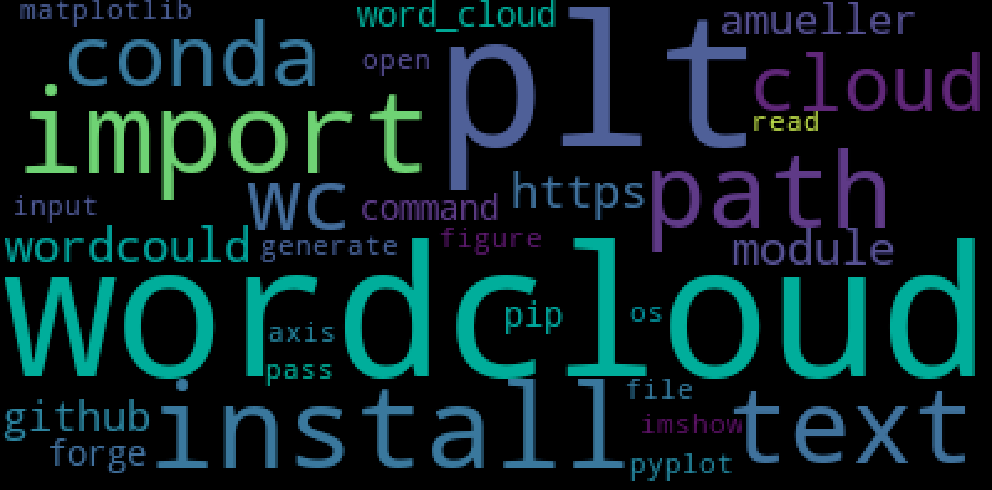 matplotlib
word_cloud
amueller
conda
open
plt
cloud
import
read
path
wc
https
input
command
wordcould
generate
figure
module
wordcloud
pip
os
axis
pass
install
file
text
github
imshow
forge
pyplot